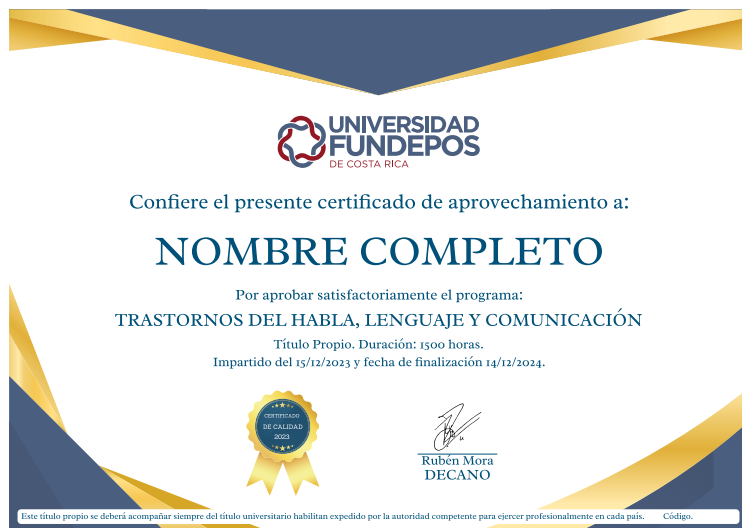 UNIVERSIDAD
FUNDEPOS
DE COSTA RICA
Confiere el presente certificado de aprovechamiento a:
NOMBRE COMPLETO
Por aprobar satisfactoriamente el programa:
TRASTORNOS DEL HABLA, LENGUAJE Y COMUNICACIÓN
Título Propio. Duración: 1500 horas.
Impartido del 15/12/2023 y fecha de finalización 14/12/2024.
CERTIFICADO
DE CALIDAD
2023
Rubén Mora
DECANO
Este título propio se deberá acompañar siempre del título universitario habilitan expedido por la autoridad competente para ejercer profesionalmente en cada país. Código.